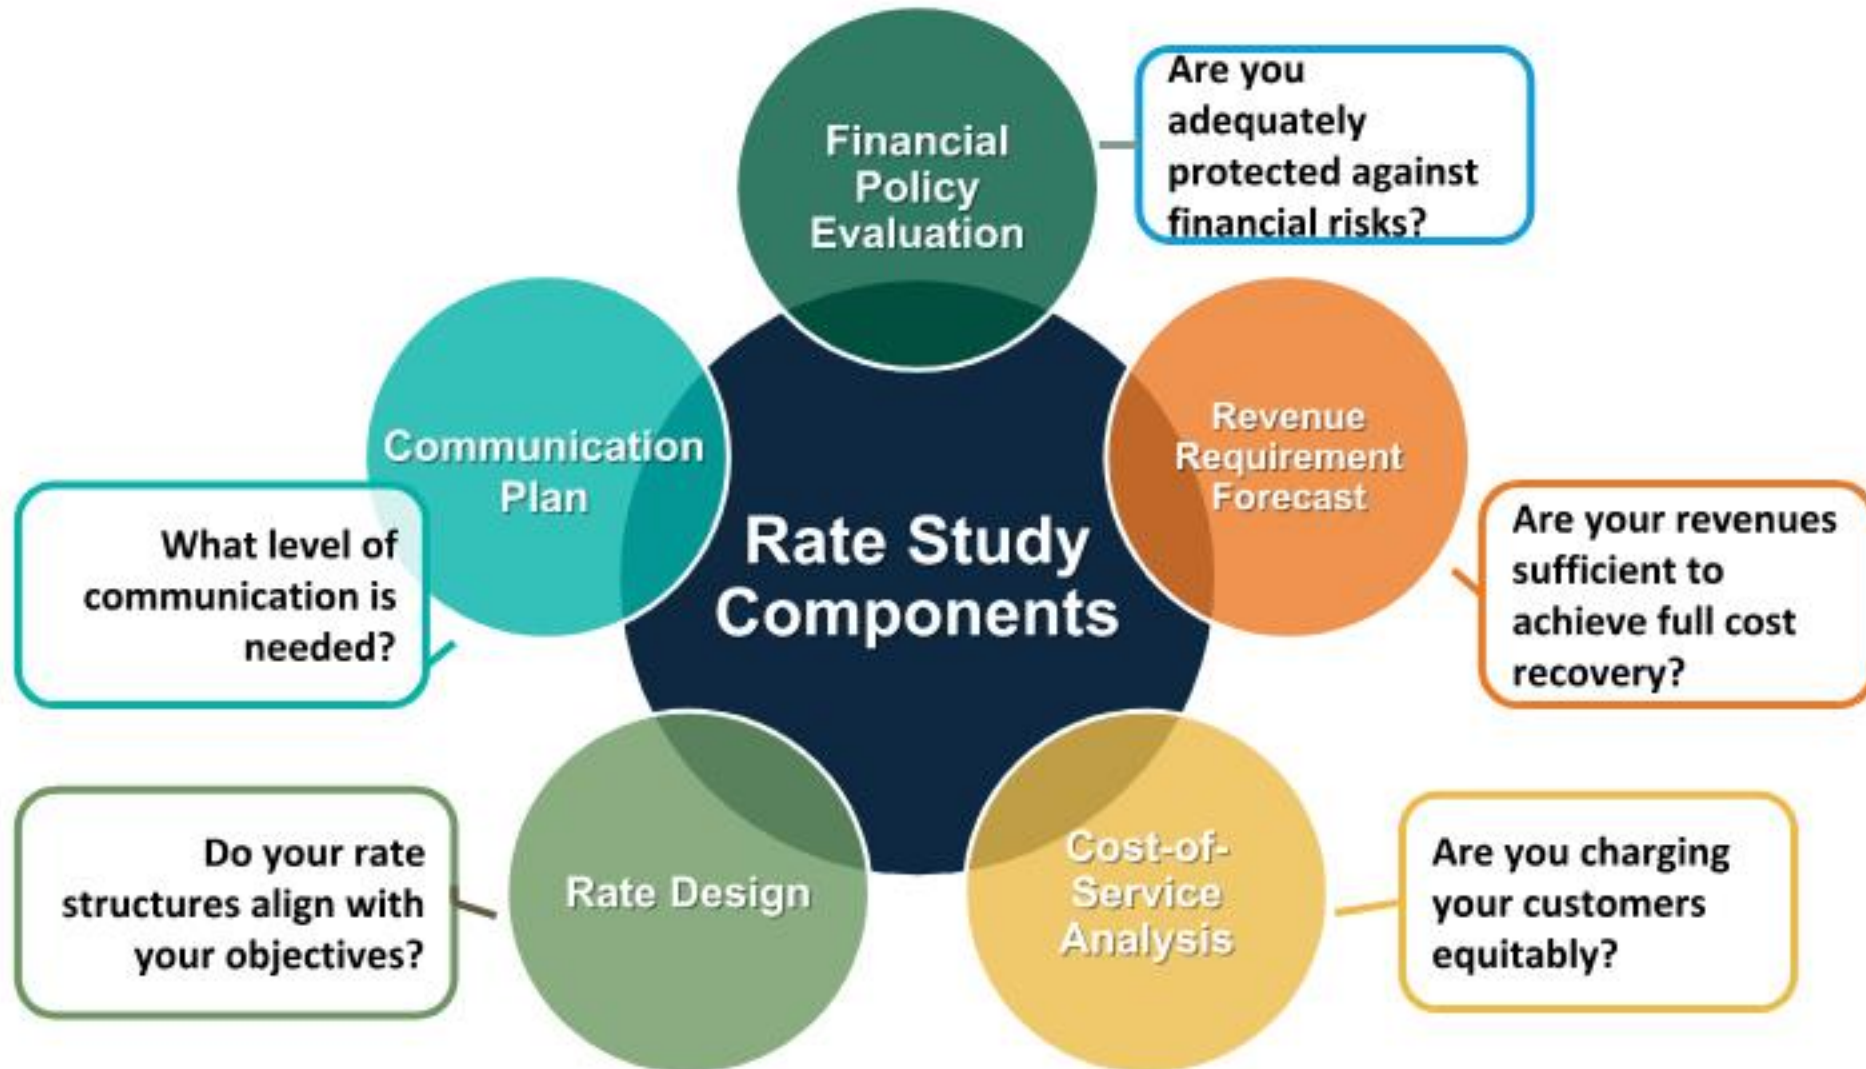 Financial
Policy
Evaluation
Are you
adequately
protected against
financial risks?
Communication
Plan
Revenue
Requirement
Forecast
What level of
communication is
needed?
Rate Study
Components
Are your revenues
sufficient to
achieve full cost
recovery?
Do your rate
structures align with
your objectives?
Rate Design
Cost-of-
Service
Analysis
Are you charging
your customers
equitably?